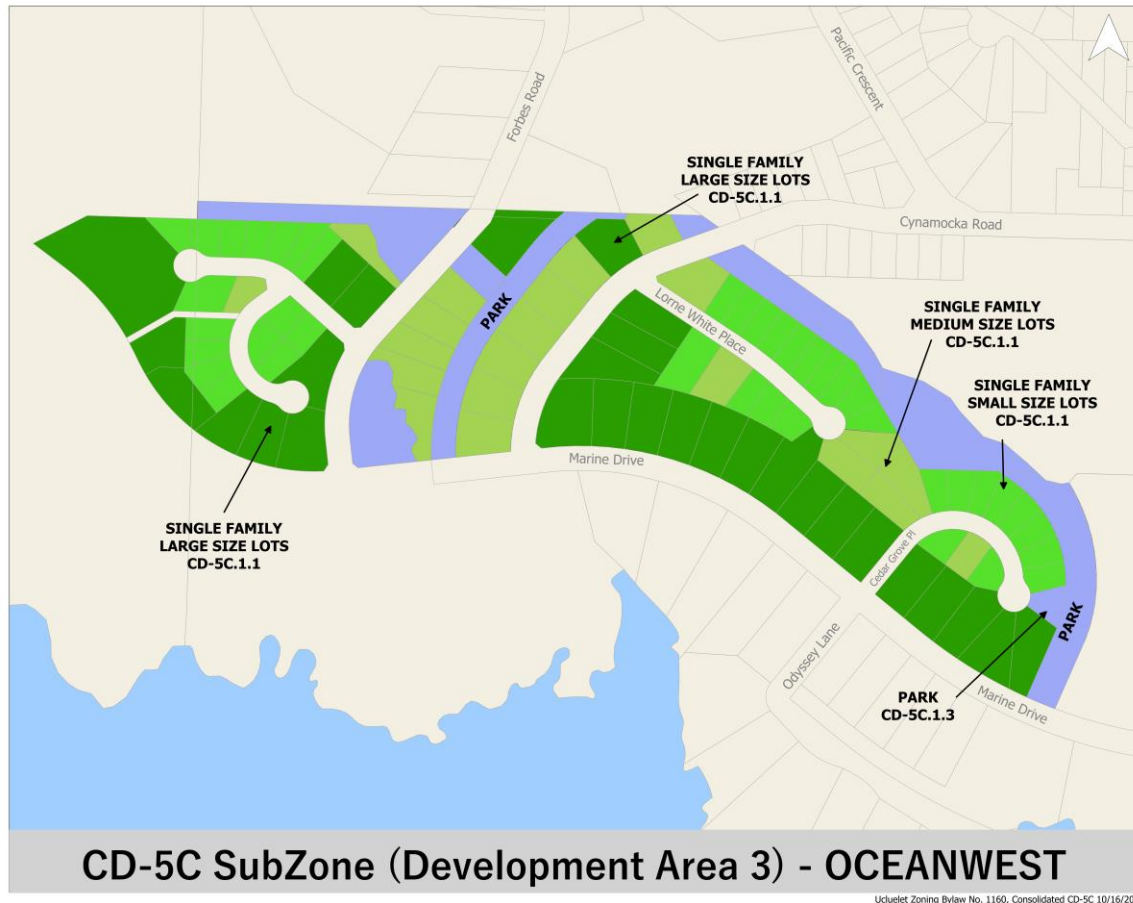 Forbes Road
Pacific Crescent
SINGLE FAMILY
LARGE SIZE LOTS
CD-5C.1.1
Cynamocka Road
PARK
Lorne White Place
SINGLE FAMILY
MEDIUM SIZE LOTS
CD-5C.1.1
SINGLE FAMILY
SMALL SIZE LOTS
CD-5C.1.1
Marine Drive
SINGLE FAMILY
LARGE SIZE LOTS
CD-5C.1.1
Cedar Grove Pl
PARK
Odyssey Lane
PARK
CD-5C.1.3
Marine Drive
CD-5C SubZone (Development Area 3) - OCEANWEST
Ucluelet Zoning Bylaw No. 1160, Consolidated CD-5C 10/16/20